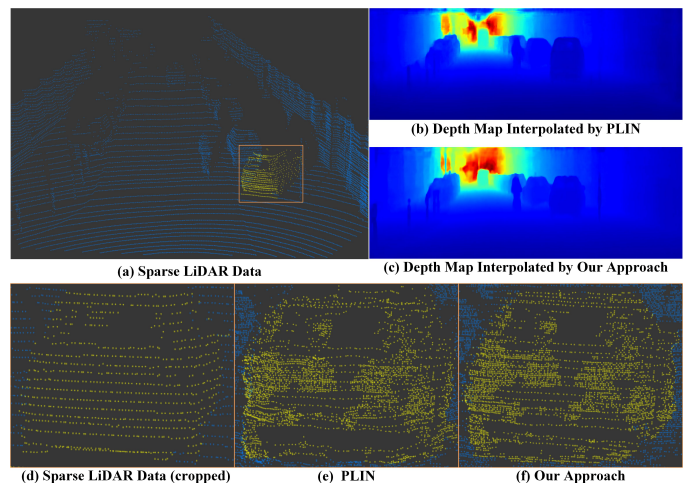 (b) Depth Map Interpolated by PLIN
(a) Sparse LiDAR Data
(c) Depth Map Interpolated by Our Approach
(d) Sparse LiDAR Data (cropped)
(e) PLIN
(f) Our Approach